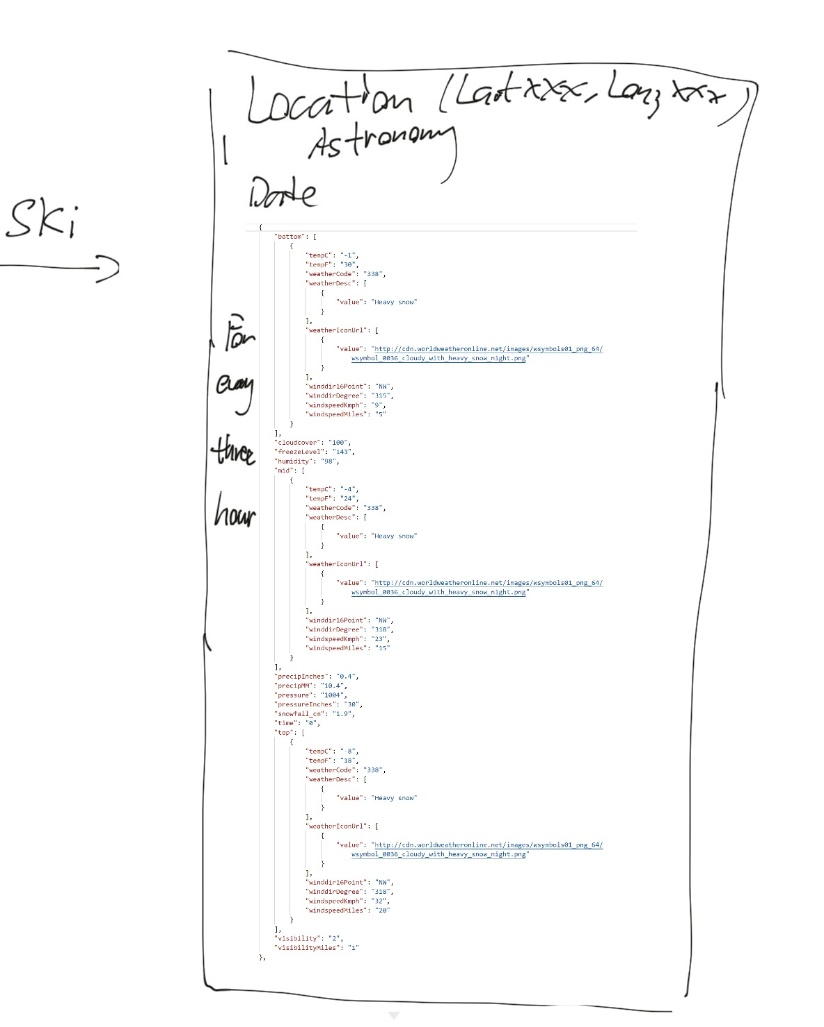 Location (Lat xxx, Long xxx)
Astronomy
Date
Ski
For
every
three
hour
{
"bottom": [
{
"tempC": "-1",
"tempF": "30",
"weatherCode": "338",
"weatherDesc": [
{
"value": "Heavy snow"
}
],
"weatherIconUrl": [
{
"value": "http://cdn.worldweatheronline.net/images/wsymbols01_png_64/
wsymbol_0036_cloudy_with_heavy_snow_night.png"
}
],
"winddir16Point": "NW",
"winddirDegree": "315",
"windspeedKmph": "9",
"windspeedMiles": "5"
}
],
"cloudcover": "100",
"freezeLevel": "143",
"humidity": "98",
"mid": [
{
"tempC": "-4",
"tempF": "24",
"weatherCode": "338",
"weatherDesc": [
{
"value": "Heavy snow"
}
],
"weatherIconUrl": [
{
"value": "http://cdn.worldweatheronline.net/images/wsymbols01_png_64/
wsymbol_0036_cloudy_with_heavy_snow_night.png"
}
],
"winddir16Point": "NW",
"winddirDegree": "318",
"windspeedKmph": "23",
"windspeedMiles": "15"
}
],
"precipInches": "0.4",
"precipMM": "10.4",
"pressure": "1004",
"pressureInches": "30",
"snowfall_cm": "1.9",
"time": "0",
"top": [
{
"tempC": "-8",
"tempF": "18",
"weatherCode": "338",
"weatherDesc": [
{
"value": "Heavy snow"
}
],
"weatherIconUrl": [
{
"value": "http://cdn.worldweatheronline.net/images/wsymbols01_png_64/
wsymbol_0036_cloudy_with_heavy_snow_night.png"
}
],
"winddir16Point": "NW",
"winddirDegree": "318",
"windspeedKmph": "32",
"windspeedMiles": "20"
}
],
"visibility": "2",
"visibilityMiles": "1"
},